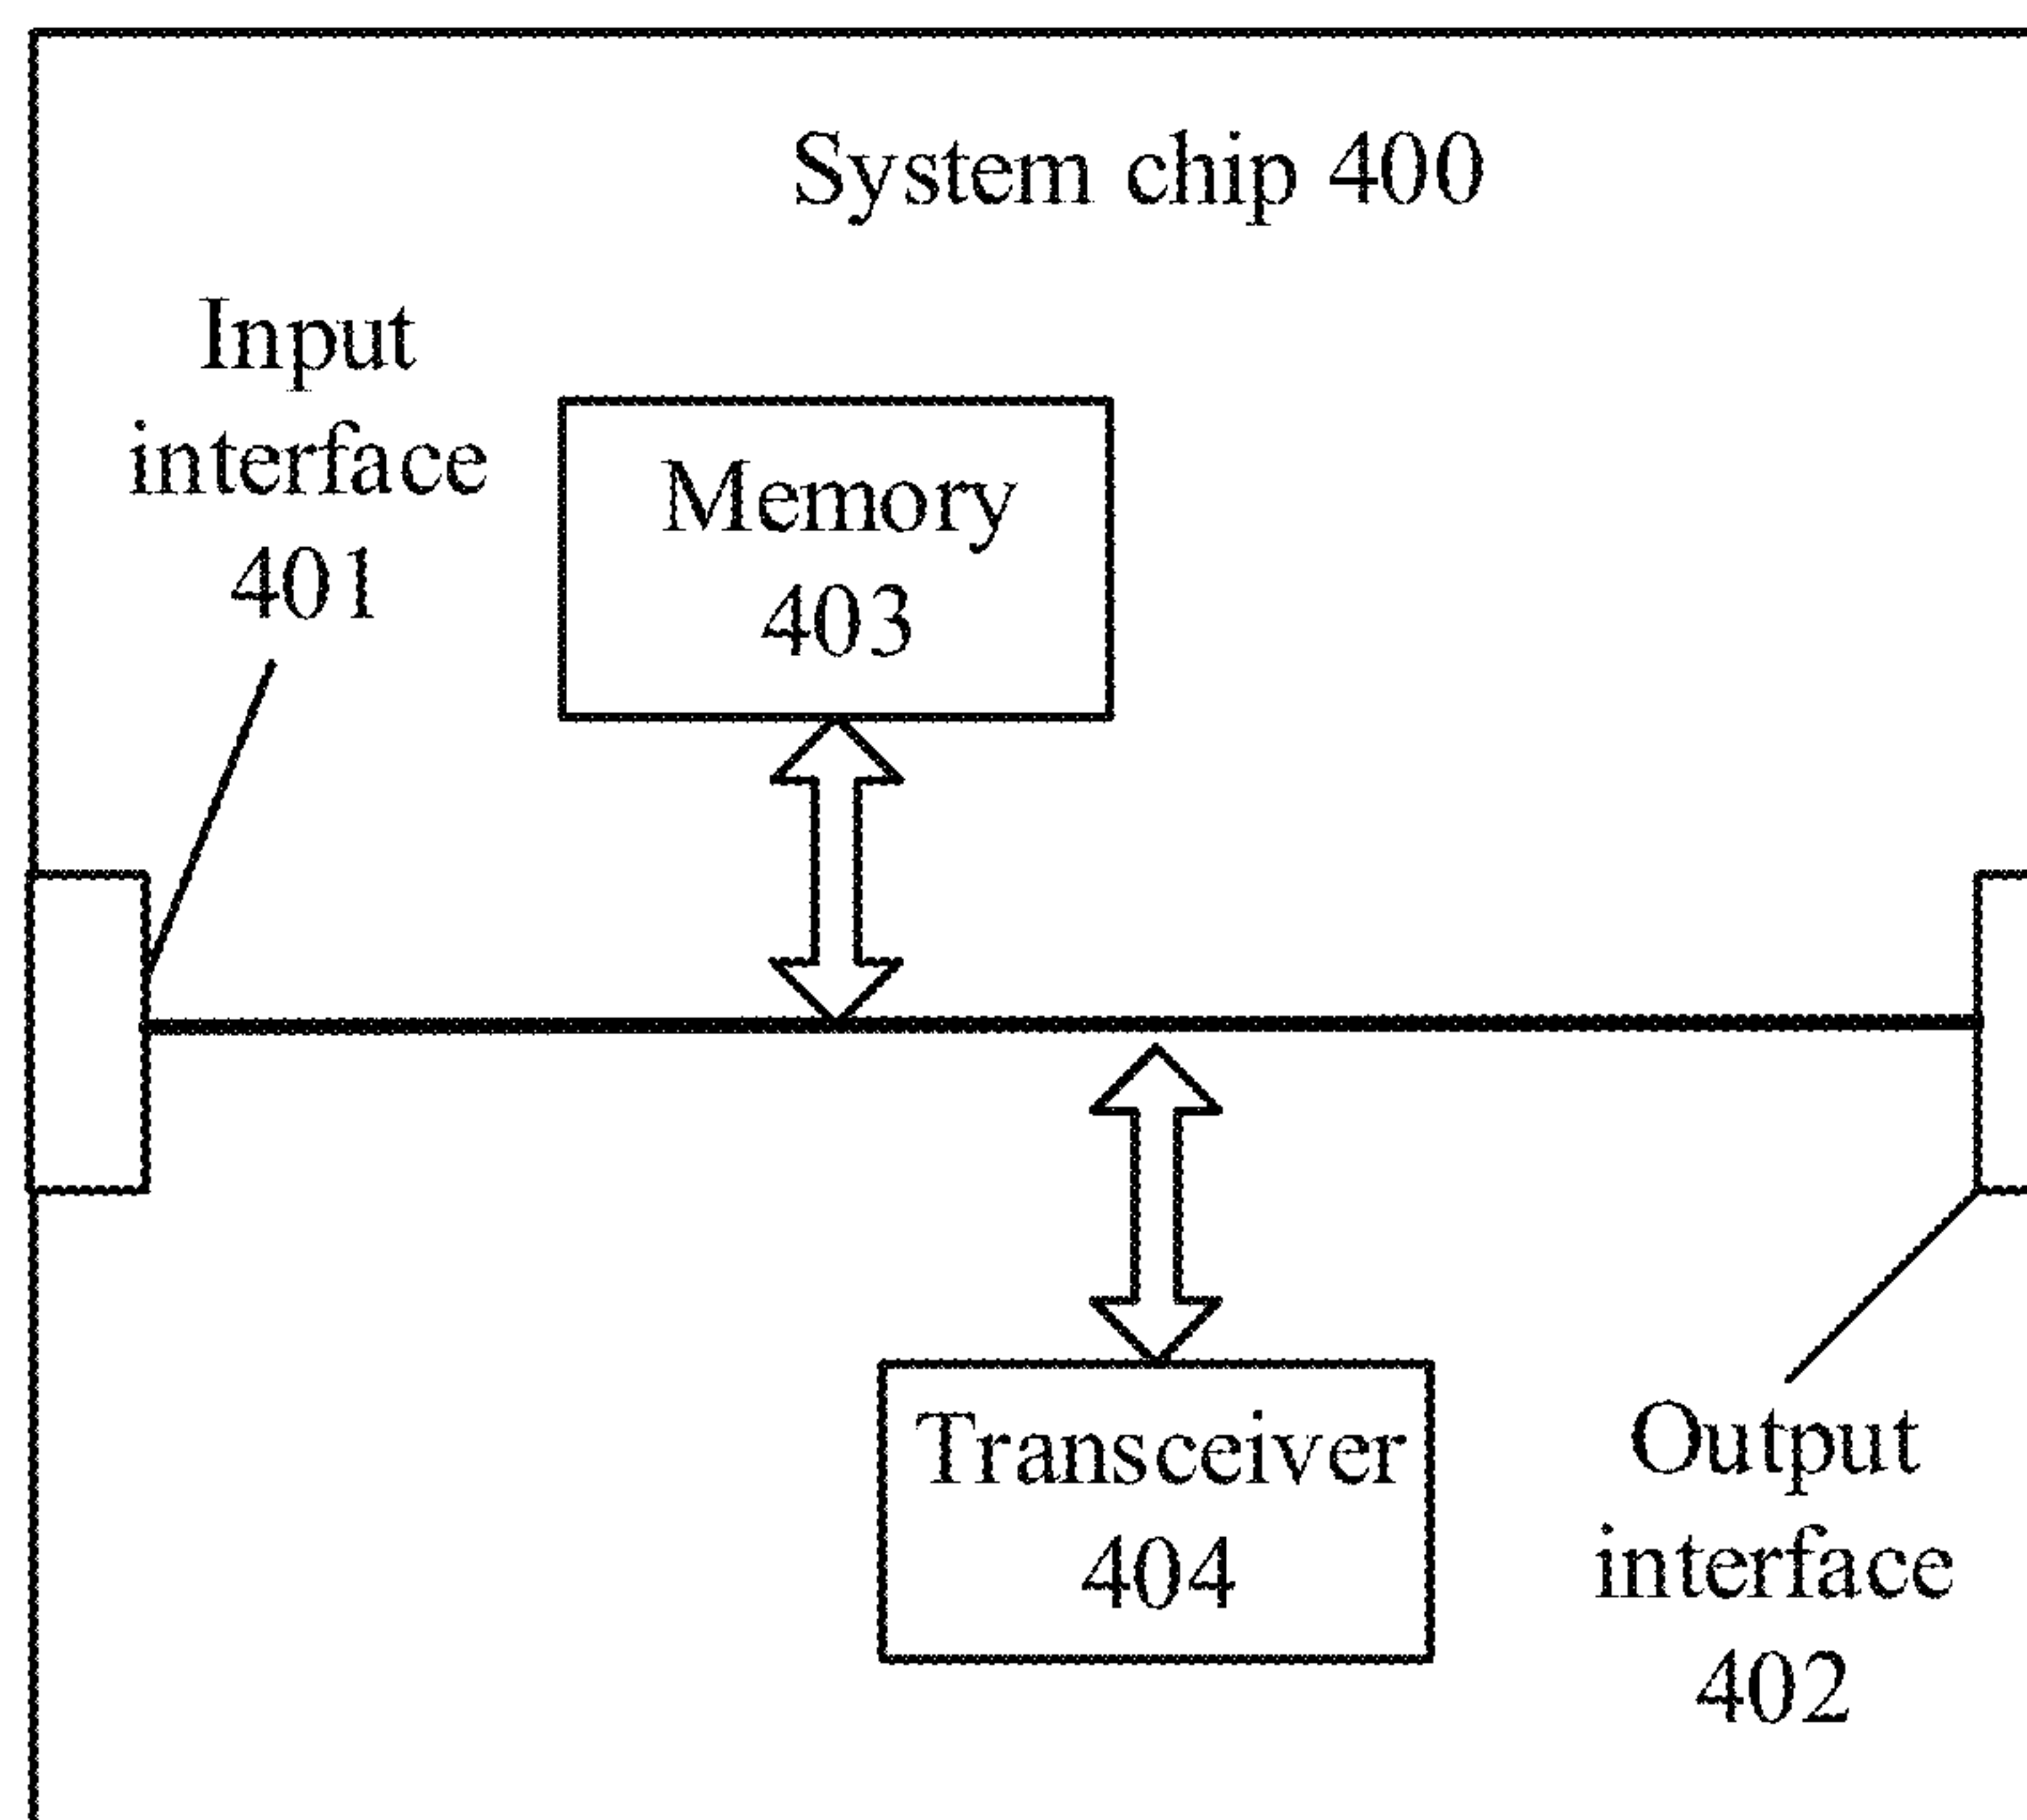 System chip 400
Input
interface
401
Memory
403
Transceiver
404
Output
interface
402